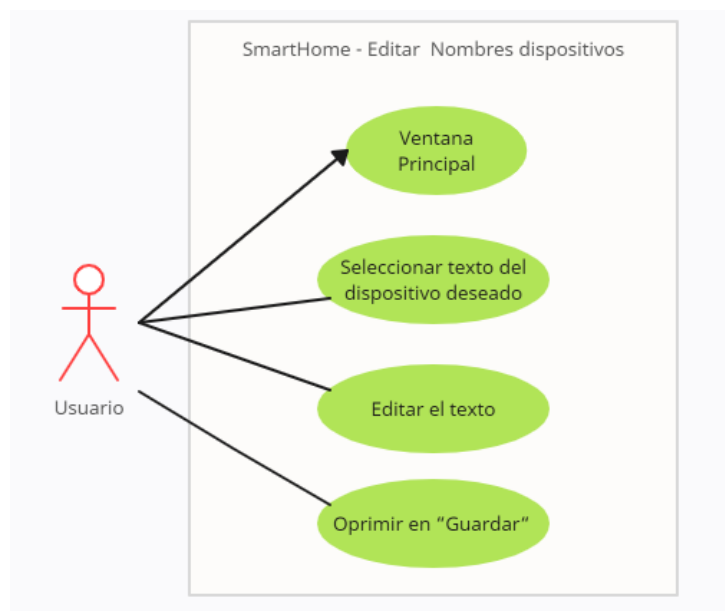 SmartHome - Editar Nombres dispositivos
Ventana
Principal
Seleccionar texto del
dispositivo deseado
Editar el texto
Usuario
Oprimir en “Guardar”